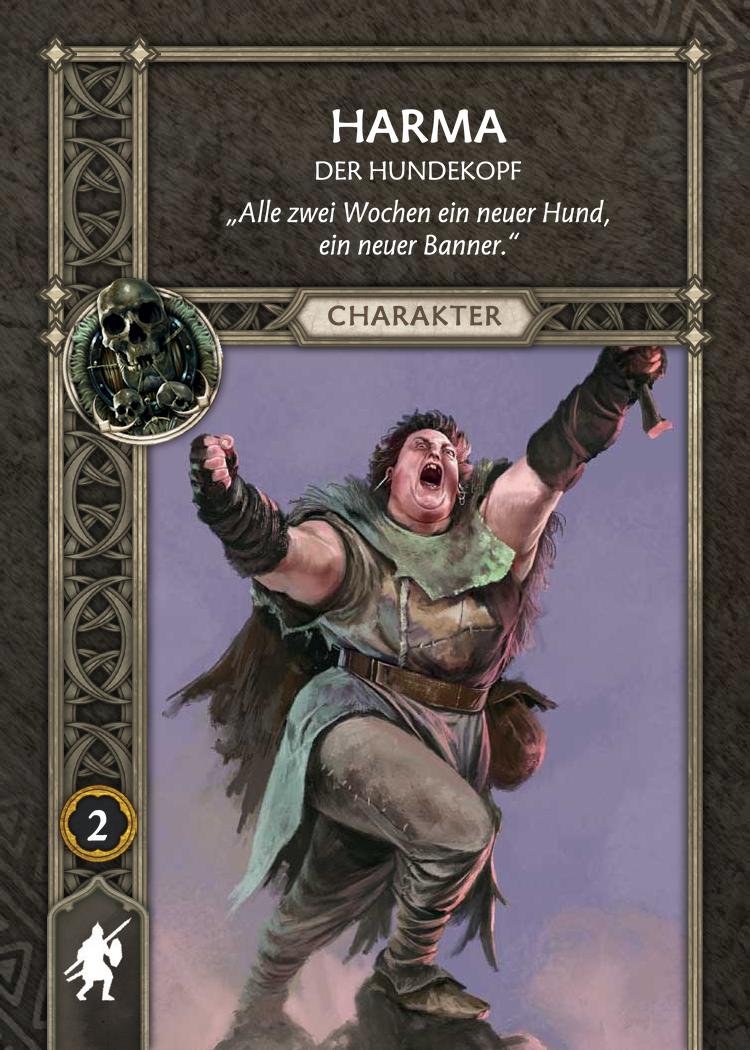 HARMA
DER HUNDEKOPF
„Alle zwei Wochen ein neuer Hund,
ein neuer Banner.“
CHARAKTER
2